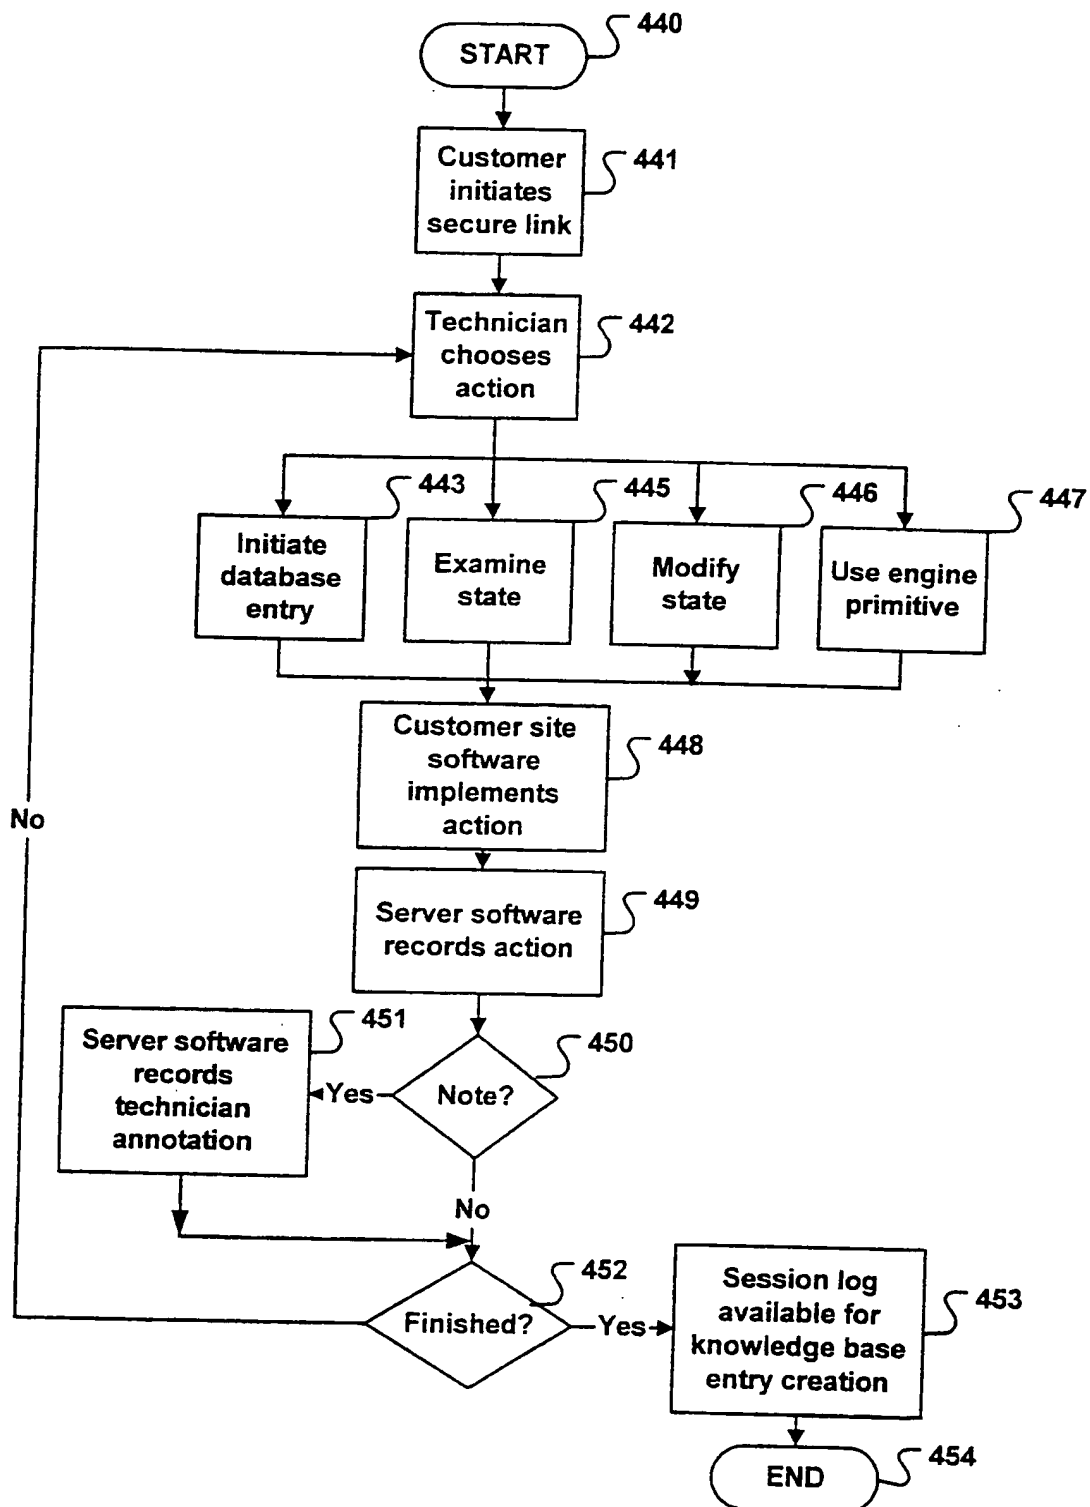 START
440
Customer
initiates
secure link
441
Technician
chooses
action
442
443
445
446
447
Initiate
database
entry
Examine
state
Modify
state
Use engine
primitive
Customer site
software
implements
action
448
No
Server software
records action
449
Server software
records
technician
annotation
451
Yes
Note?
450
No
Finished?
452
Yes
Session log
available for
knowledge base
entry creation
453
END
454